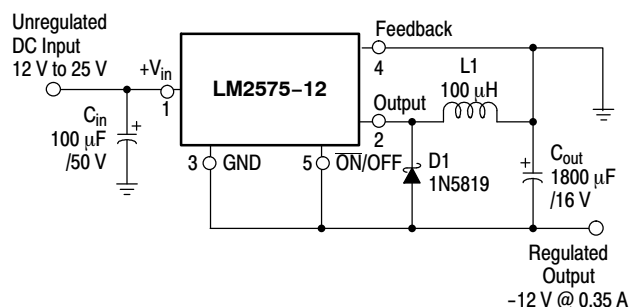 Unregulated
DC Input
12 V to 25 V
+Vin
1
Cin
100 μF
/50 V
+
LM2575–12
Feedback
4
Output
2
3 GND
5 ON/OFF
L1
100 μH
D1
1N5819
+
Cout
1800 μF
/16 V
Regulated
Output
–12 V @ 0.35 A